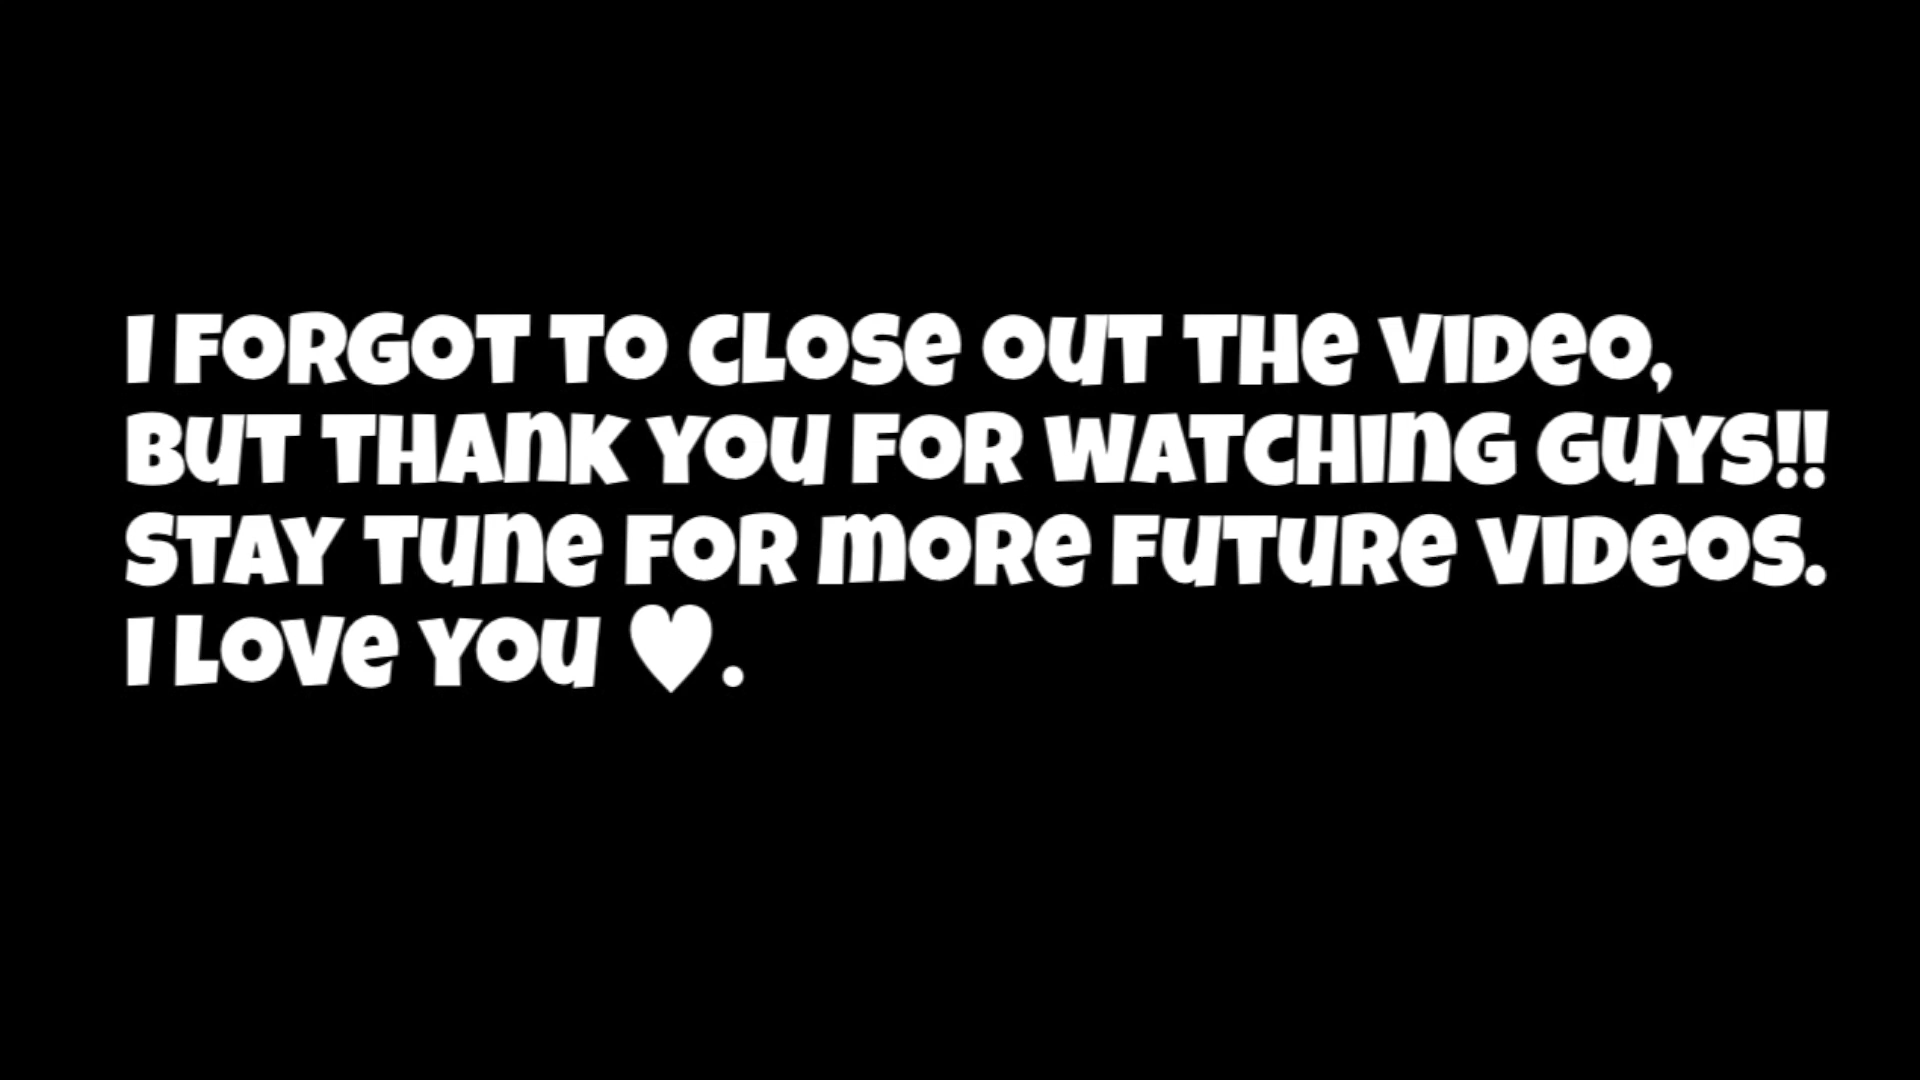 I FORGOT TO CLOSE OUT THE VIDEO,
BUT THANK YOU FOR WATCHING GUYS!!
STAY TUNE FOR MORE FUTURE VIDEOS.
I LOVE YOU ♥.